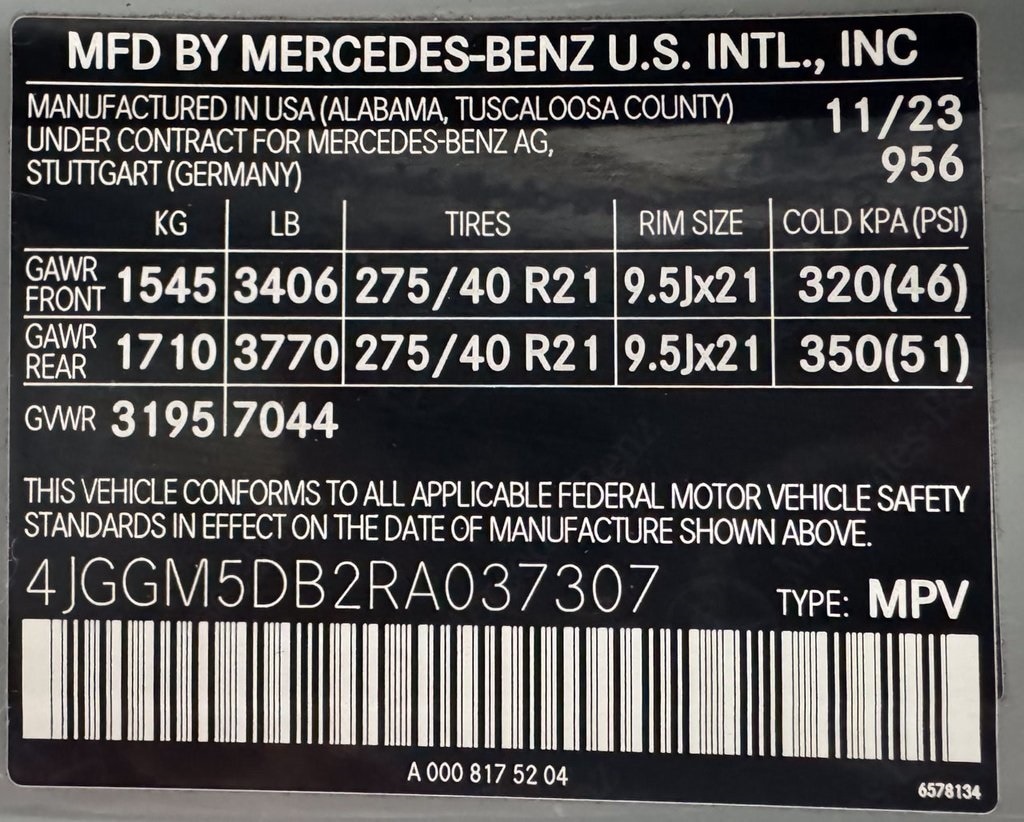 MFD BY MERCEDES-BENZ U.S. INTL., INC
MANUFACTURED IN USA (ALABAMA, TUSCALOOSA COUNTY) 11/23
UNDER CONTRACT FOR MERCEDES-BENZ AG, 956
STUTTGART (GERMANY)
KG LB TIRES RIM SIZE COLD KPA (PSI)
GAWR FRONT 1545 3406 275/40 R21 9.5Jx21 320(46)
GAWR REAR 1710 3770 275/40 R21 9.5Jx21 350(51)
GVWR 3195 7044
THIS VEHICLE CONFORMS TO ALL APPLICABLE FEDERAL MOTOR VEHICLE SAFETY
STANDARDS IN EFFECT ON THE DATE OF MANUFACTURE SHOWN ABOVE.
4JGGM5DB2RA037307 TYPE: MPV
A 000 817 52 04
6578134